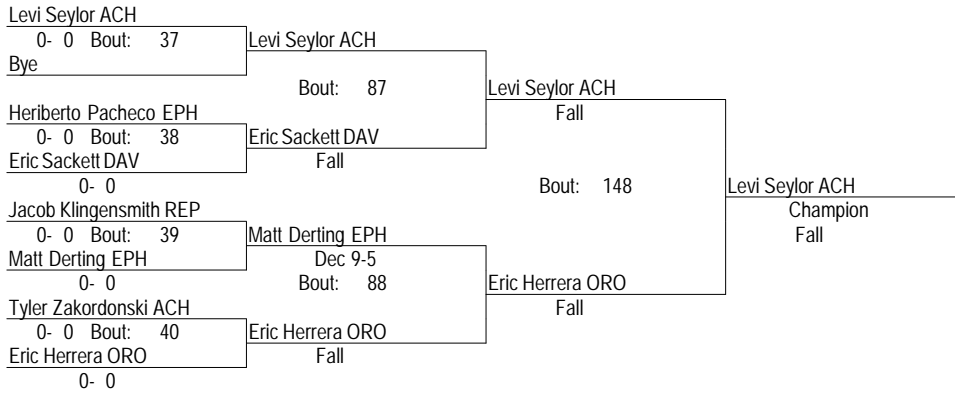 Levi Seylor ACH
0- 0 Bout: 37
Levi Seylor ACH
Bye
Bout: 87
Levi Seylor ACH
Heriberto Pacheco EPH
Fall
0- 0 Bout: 38
Eric Sackett DAV
Eric Sackett DAV
Fall
0- 0
Bout: 148
Levi Seylor ACH
Jacob Klingensmith REP
Champion
0- 0 Bout: 39
Matt Derting EPH
Fall
Matt Derting EPH
Dec 9-5
0- 0
Bout: 88
Eric Herrera ORO
Tyler Zakordonski ACH
Fall
0- 0 Bout: 40
Eric Herrera ORO
Eric Herrera ORO
Fall
0- 0